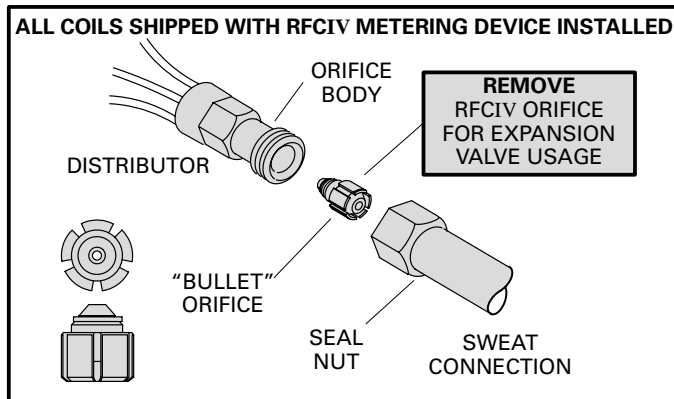 ALL COILS SHIPPED WITH RFCIV METERING DEVICE INSTALLED
ORIFICE
BODY
REMOVE
RFCIV ORIFICE
FOR EXPANSION
VALVE USAGE
DISTRIBUTOR
“BULLET”
ORIFICE
SEAL
NUT
SWEAT
CONNECTION